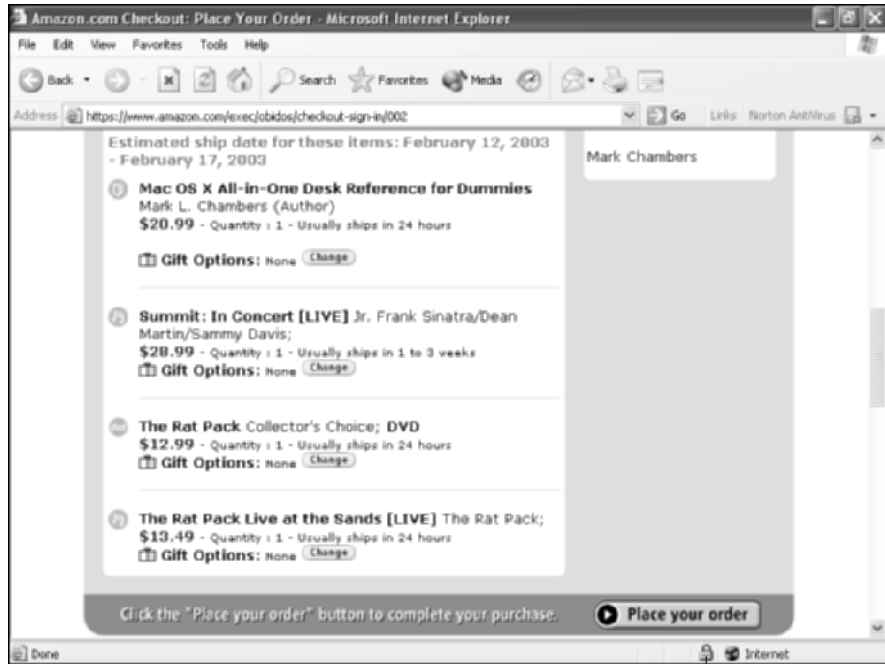 Amazon.com Checkout: Place Your Order - Microsoft Internet Explorer
File Edit View Favorites Tools Help
Back Search Favorites Media
Address https://www.amazon.com/exec/obidos/checkout-sign-in/002 Go Links Norton AntiVirus
Estimated ship date for these items: February 12, 2003
- February 17, 2003
Mark Chambers
Mac OS X All-in-One Desk Reference for Dummies
Mark L. Chambers (Author)
$20.99 - Quantity : 1 - Usually ships in 24 hours
Gift Options: None Change
Summit: In Concert [LIVE] Jr. Frank Sinatra/Dean
Martin/Sammy Davis;
$28.99 - Quantity : 1 - Usually ships in 1 to 3 weeks
Gift Options: None Change
The Rat Pack Collector's Choice; DVD
$12.99 - Quantity : 1 - Usually ships in 24 hours
Gift Options: None Change
The Rat Pack Live at the Sands [LIVE] The Rat Pack;
$13.49 - Quantity : 1 - Usually ships in 24 hours
Gift Options: None Change
Click the "Place your order" button to complete your purchase. Place your order
Done Internet